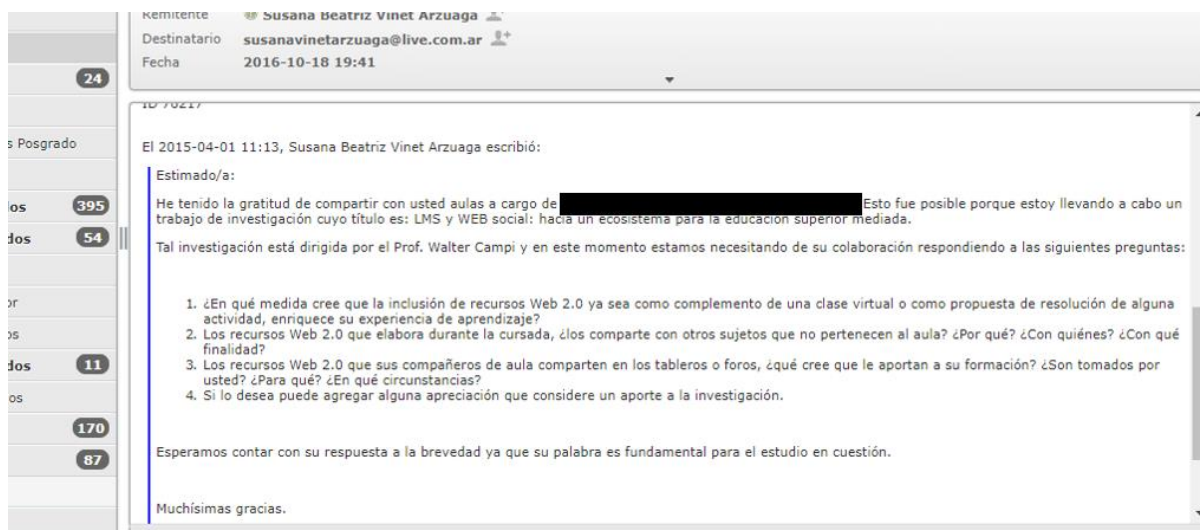 Remitente Susana Beatriz Vinet Arzuaga
Destinatario susanavinetarzuaga@live.com.ar
Fecha 2016-10-18 19:41
24
s Posgrado
os 395
dos 54
or
os
dos 11
os
170
87
ID 70217
El 2015-04-01 11:13, Susana Beatriz Vinet Arzuaga escribió:
Estimado/a:
He tenido la gratitud de compartir con usted aulas a cargo de Esto fue posible porque estoy llevando a cabo un
trabajo de investigación cuyo título es: LMS y WEB social: hacia un ecosistema para la educación superior mediada.
Tal investigación está dirigida por el Prof. Walter Campi y en este momento estamos necesitando de su colaboración respondiendo a las siguientes preguntas:
1. ¿En qué medida cree que la inclusión de recursos Web 2.0 ya sea como complemento de una clase virtual o como propuesta de resolución de alguna
actividad, enriquece su experiencia de aprendizaje?
2. Los recursos Web 2.0 que elabora durante la cursada, ¿los comparte con otros sujetos que no pertenecen al aula? ¿Por qué? ¿Con quiénes? ¿Con qué
finalidad?
3. Los recursos Web 2.0 que sus compañeros de aula comparten en los tableros o foros, ¿qué cree que le aportan a su formación? ¿Son tomados por
usted? ¿Para qué? ¿En qué circunstancias?
4. Si lo desea puede agregar alguna apreciación que considere un aporte a la investigación.
Esperamos contar con su respuesta a la brevedad ya que su palabra es fundamental para el estudio en cuestión.
Muchísimas gracias.